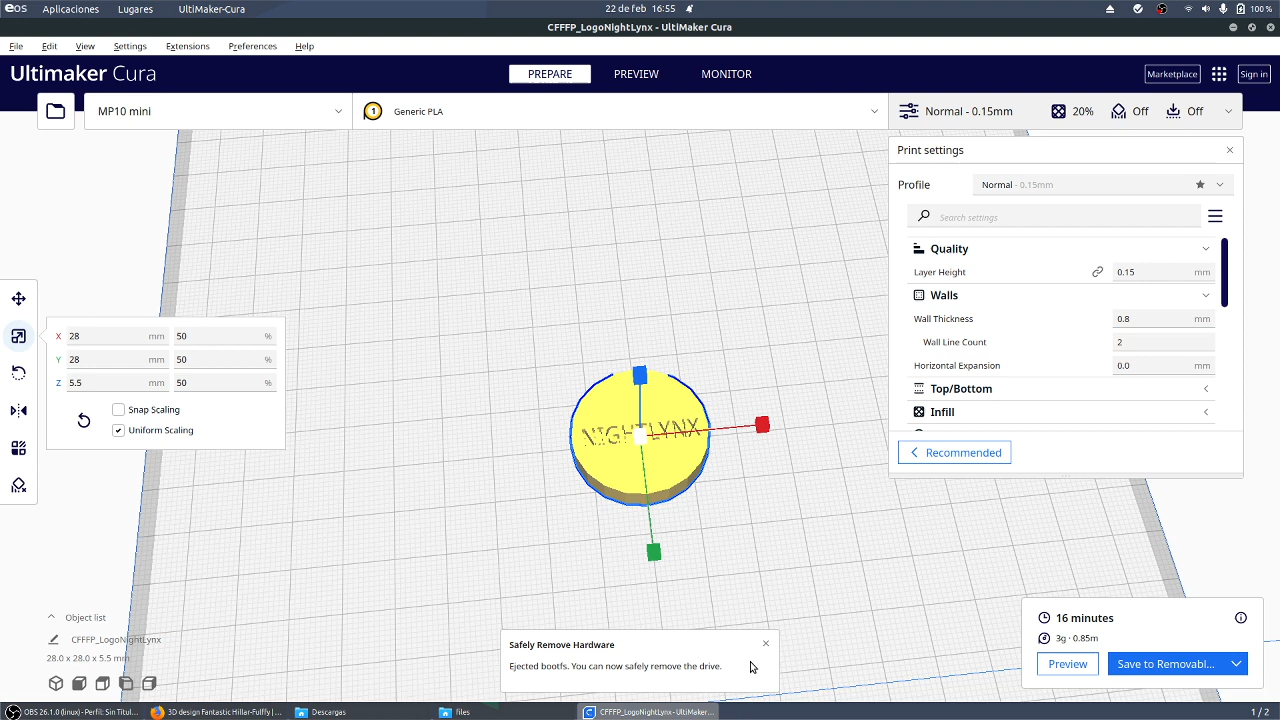 eos Aplicaciones Lugares UltiMaker-Cura 22 de feb 16:55 100 %
CFFFP_LogoNightLynx - UltiMaker Cura
File Edit View Settings Extensions Preferences Help
Ultimaker Cura PREPARE PREVIEW MONITOR Marketplace Sign in
MP10 mini 1 Generic PLA Normal - 0.15mm 20% Off Off
Print settings
Profile Normal - 0.15mm
Search settings
Quality
Layer Height 0.15 mm
Walls
Wall Thickness 0.8 mm
Wall Line Count 2
Horizontal Expansion 0.0 mm
Top/Bottom
Infill
Recommended
X 28 mm 50 %
Y 28 mm 50 %
Z 5.5 mm 50 %
Snap Scaling
Uniform Scaling
NIGHTLYNX
Object list
CFFFP_LogoNightLynx
28.0 x 28.0 x 5.5 mm
Safely Remove Hardware
Ejected bootfs. You can now safely remove the drive.
16 minutes
3g · 0.85m
Preview Save to Removabl...
OBS 26.1.0 (linux) - Perfil: Sin Titul... 3D design Fantastic Hillar-Fulffy | ... Descargas files CFFFP_LogoNightLynx - UltiMaker... 1 / 2